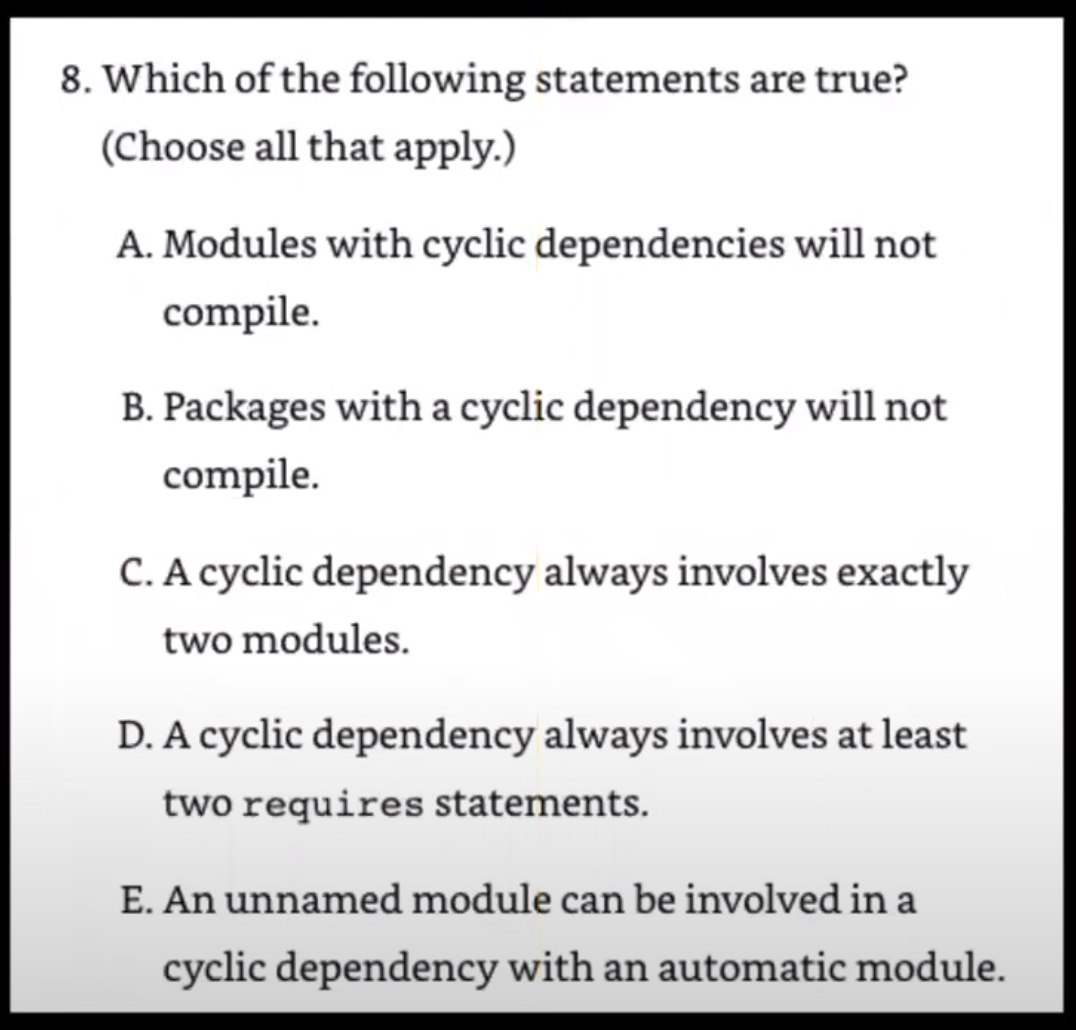 8. Which of the following statements are true?
(Choose all that apply.)
A. Modules with cyclic dependencies will not
compile.
B. Packages with a cyclic dependency will not
compile.
C. A cyclic dependency always involves exactly
two modules.
D. A cyclic dependency always involves at least
two requires statements.
E. An unnamed module can be involved in a
cyclic dependency with an automatic module.